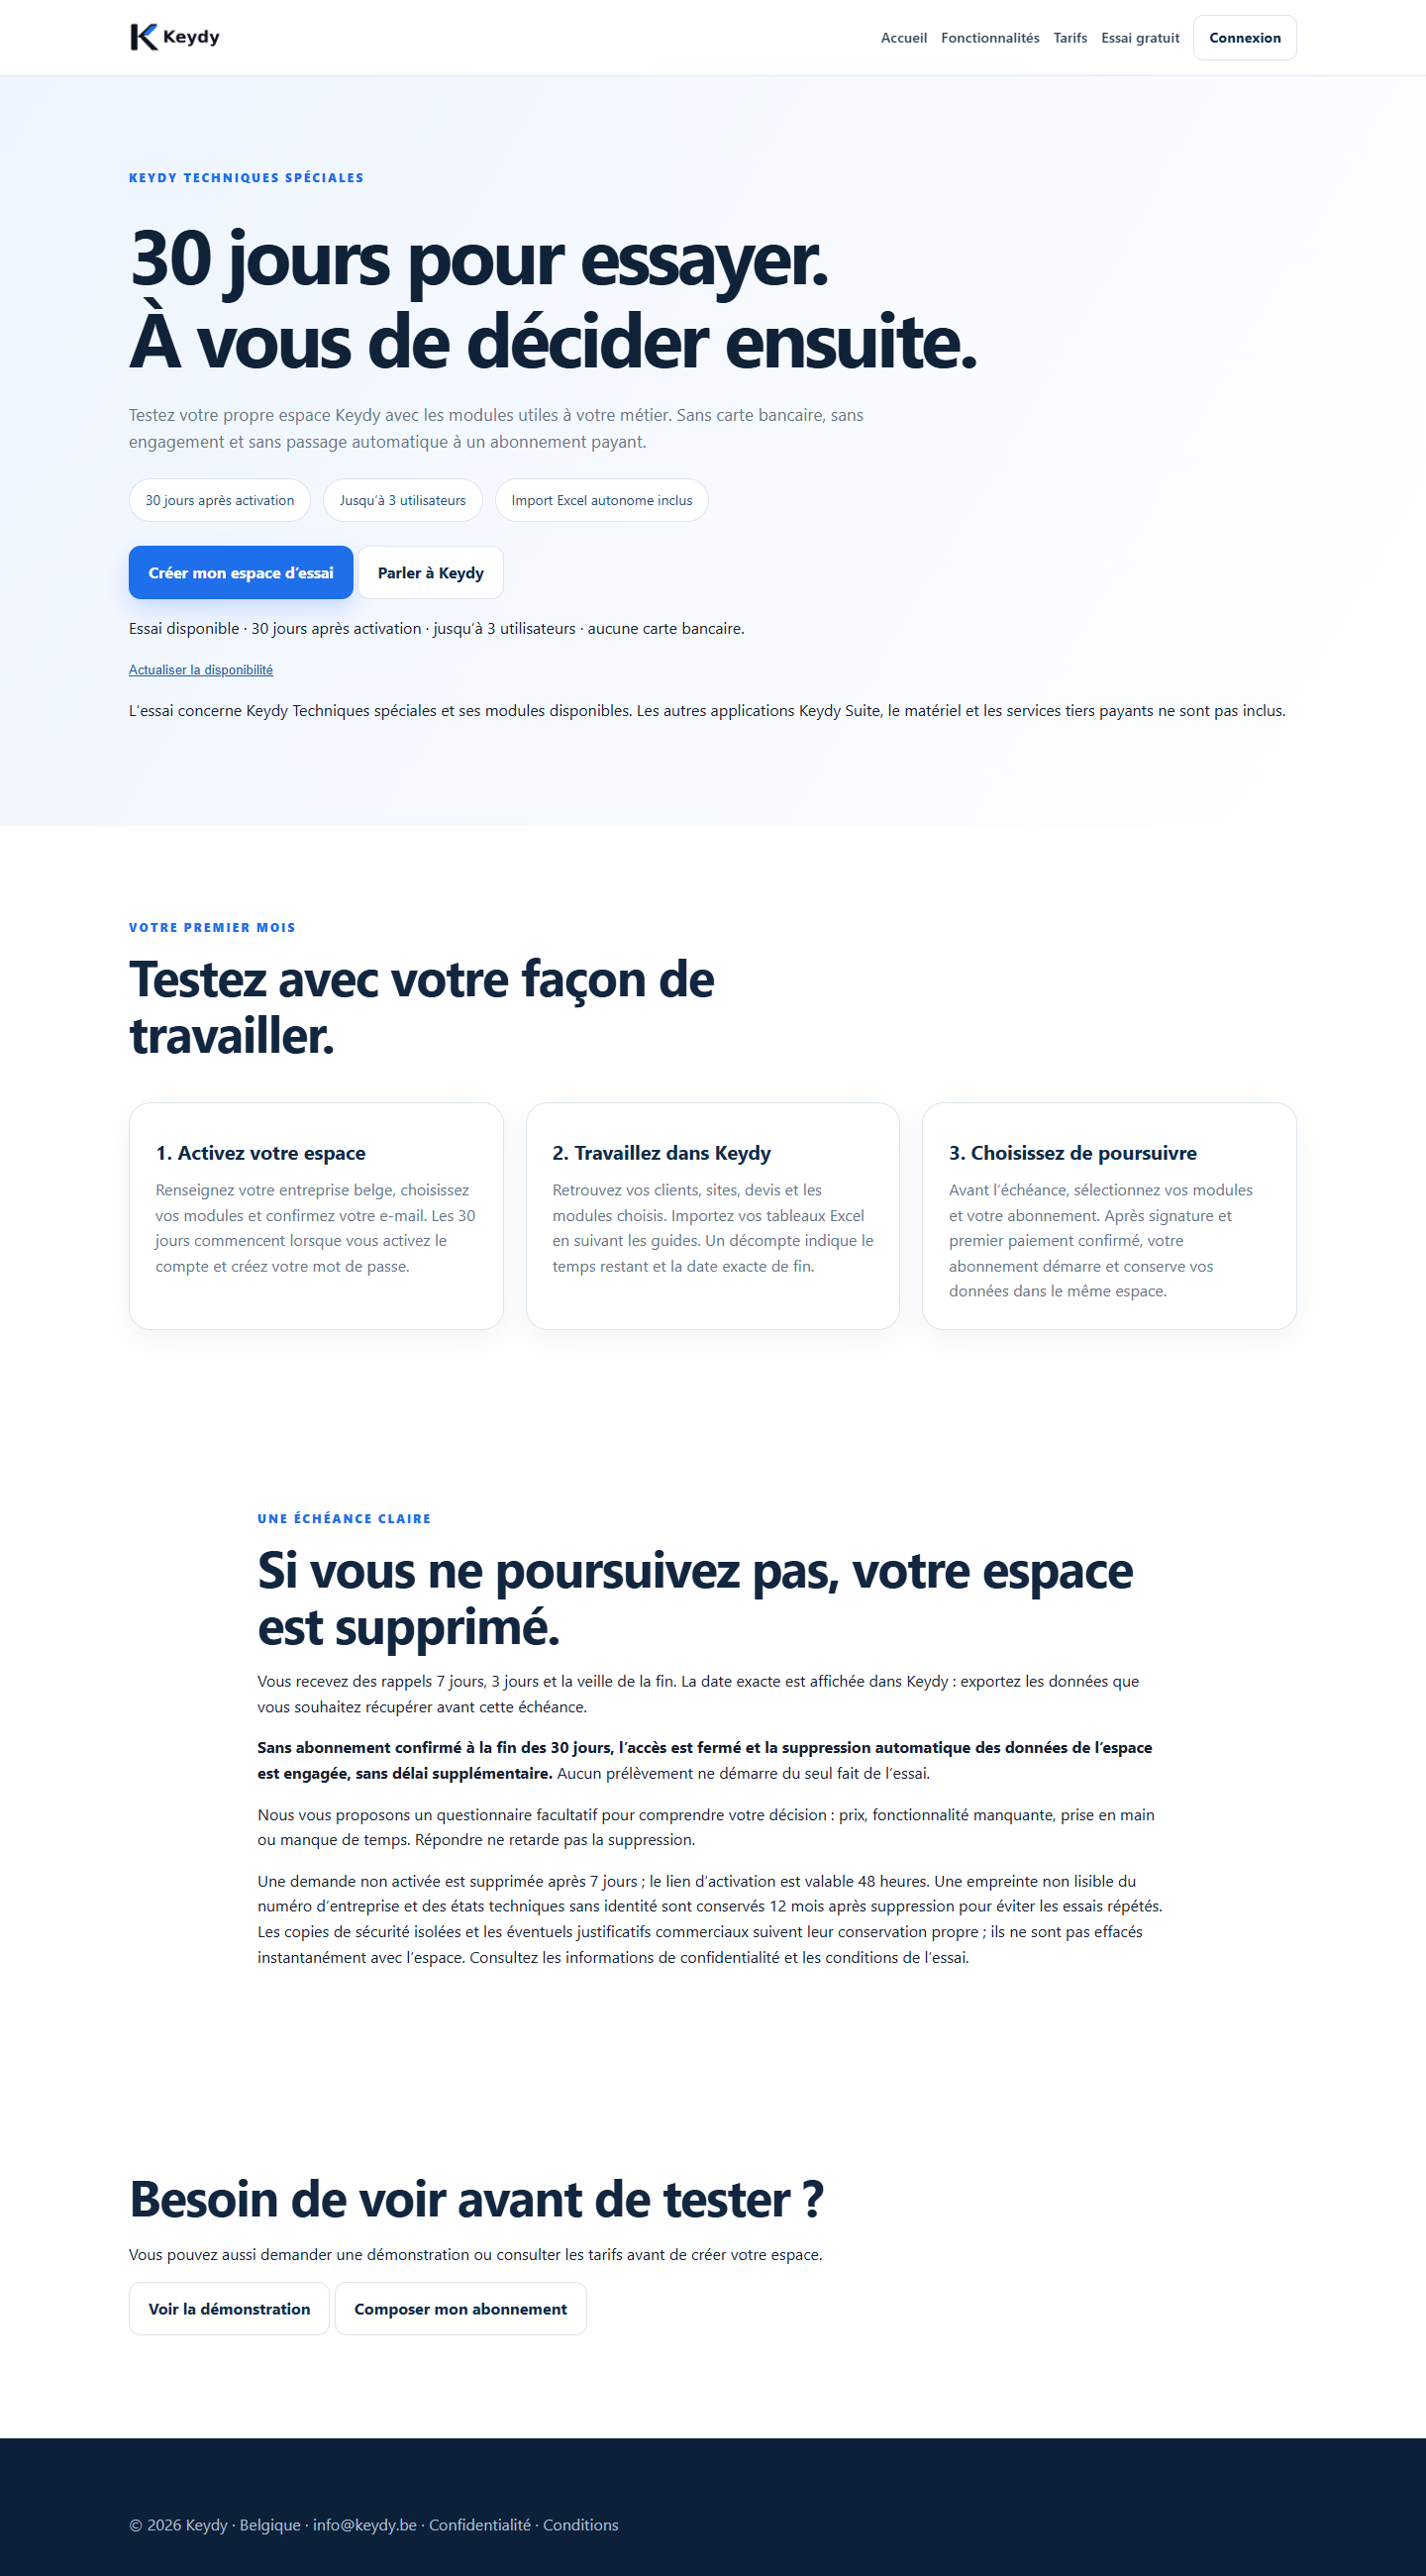 Keydy
Accueil Fonctionnalités Tarifs Essai gratuit Connexion
KEYDY TECHNIQUES SPÉCIALES
30 jours pour essayer.
À vous de décider ensuite.
Testez votre propre espace Keydy avec les modules utiles à votre métier. Sans carte bancaire, sans
engagement et sans passage automatique à un abonnement payant.
30 jours après activation Jusqu’à 3 utilisateurs Import Excel autonome inclus
Créer mon espace d’essai Parler à Keydy
Essai disponible · 30 jours après activation · jusqu’à 3 utilisateurs · aucune carte bancaire.
Actualiser la disponibilité
L’essai concerne Keydy Techniques spéciales et ses modules disponibles. Les autres applications Keydy Suite, le matériel et les services tiers payants ne sont pas inclus.
VOTRE PREMIER MOIS
Testez avec votre façon de
travailler.
1. Activez votre espace
Renseignez votre entreprise belge, choisissez
vos modules et confirmez votre e-mail. Les 30
jours commencent lorsque vous activez le
compte et créez votre mot de passe.
2. Travaillez dans Keydy
Retrouvez vos clients, sites, devis et les
modules choisis. Importez vos tableaux Excel
en suivant les guides. Un décompte indique le
temps restant et la date exacte de fin.
3. Choisissez de poursuivre
Avant l’échéance, sélectionnez vos modules
et votre abonnement. Après signature et
premier paiement confirmé, votre
abonnement démarre et conserve vos
données dans le même espace.
UNE ÉCHÉANCE CLAIRE
Si vous ne poursuivez pas, votre espace
est supprimé.
Vous recevez des rappels 7 jours, 3 jours et la veille de la fin. La date exacte est affichée dans Keydy : exportez les données que
vous souhaitez récupérer avant cette échéance.
Sans abonnement confirmé à la fin des 30 jours, l’accès est fermé et la suppression automatique des données de l’espace
est engagée, sans délai supplémentaire. Aucun prélèvement ne démarre du seul fait de l’essai.
Nous vous proposons un questionnaire facultatif pour comprendre votre décision : prix, fonctionnalité manquante, prise en main
ou manque de temps. Répondre ne retarde pas la suppression.
Une demande non activée est supprimée après 7 jours ; le lien d’activation est valable 48 heures. Une empreinte non lisible du
numéro d’entreprise et des états techniques sans identité sont conservés 12 mois après suppression pour éviter les essais répétés.
Les copies de sécurité isolées et les éventuels justificatifs commerciaux suivent leur conservation propre ; ils ne sont pas effacés
instantanément avec l’espace. Consultez les informations de confidentialité et les conditions de l’essai.
Besoin de voir avant de tester ?
Vous pouvez aussi demander une démonstration ou consulter les tarifs avant de créer votre espace.
Voir la démonstration Composer mon abonnement
© 2026 Keydy · Belgique · info@keydy.be · Confidentialité · Conditions